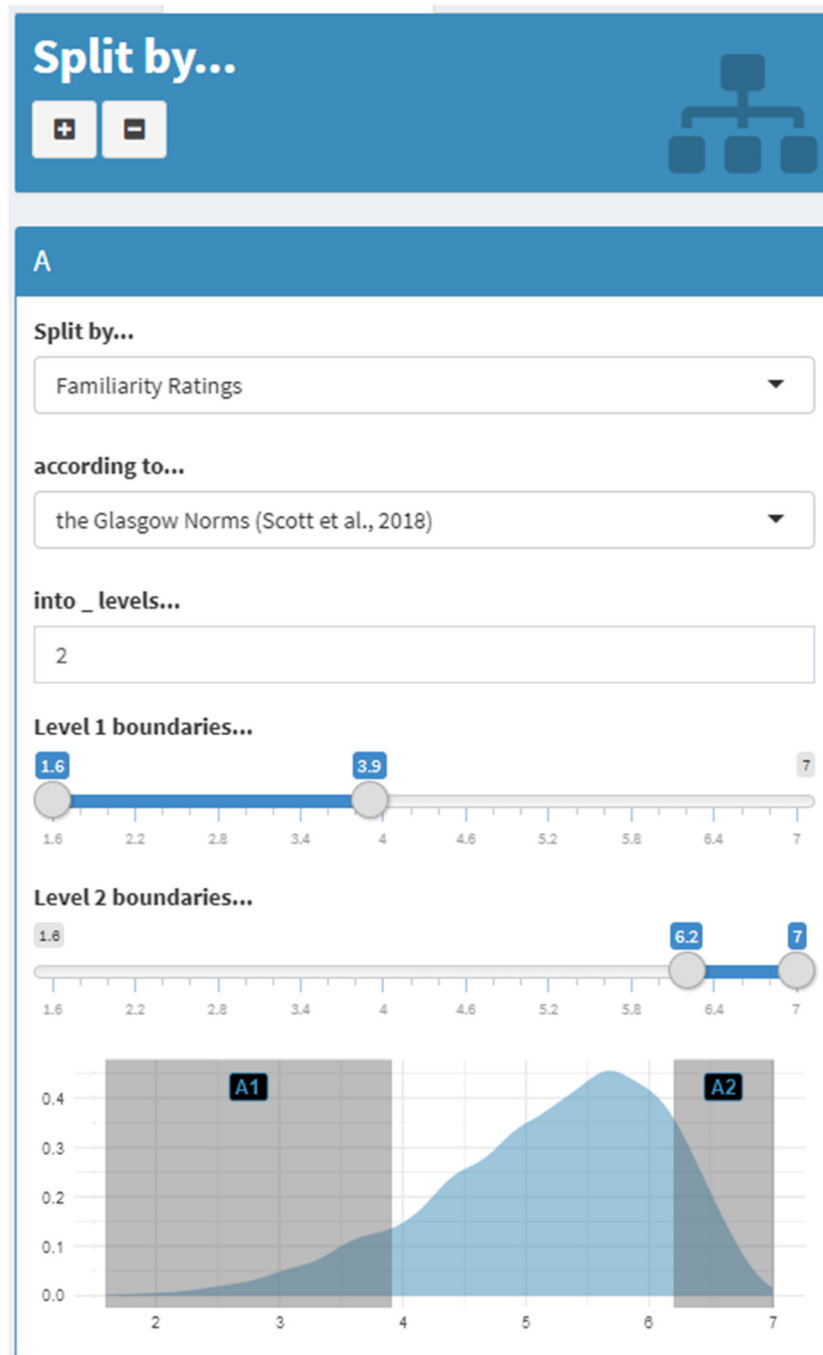 Split by...
A
Split by...
Familiarity Ratings
according to...
the Glasgow Norms (Scott et al., 2018)
into _ levels...
2
Level 1 boundaries...
1.6 3.9 7
1.6 2.2 2.8 3.4 4 4.6 5.2 5.8 6.4 7
Level 2 boundaries...
1.6 6.2 7
1.6 2.2 2.8 3.4 4 4.6 5.2 5.8 6.4 7
A1 A2
0.4
0.3
0.2
0.1
0.0
2 3 4 5 6 7